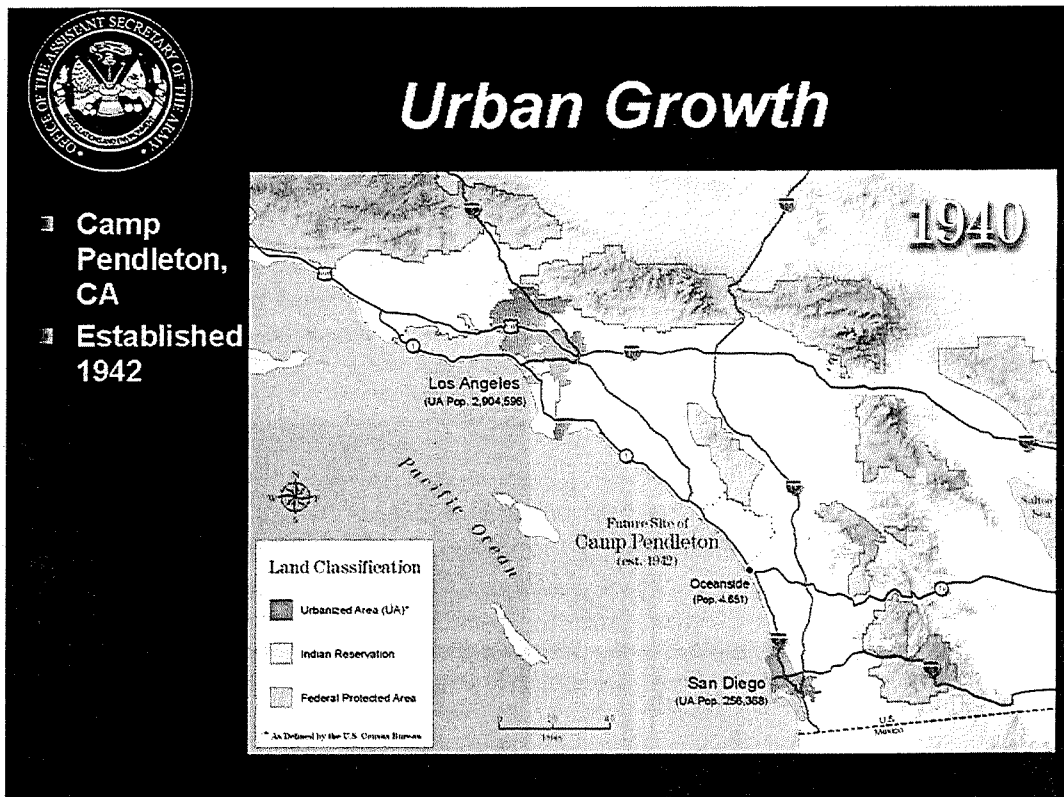 OFFICE OF THE ASSISTANT SECRETARY OF THE ARMY
Urban Growth
Camp
Pendleton,
CA
Established
1942
1940
Los Angeles
(UA Pop. 2,904,596)
Pacific Ocean
N
W
E
S
Future Site of
Camp Pendleton
(est. 1942)
Oceanside
(Pop. 4,651)
Salton
Sea
San Diego
(UA Pop. 256,368)
U.S.
Mexico
Land Classification
Urbanized Area (UA)*
Indian Reservation
Federal Protected Area
* As Defined by the U.S. Census Bureau